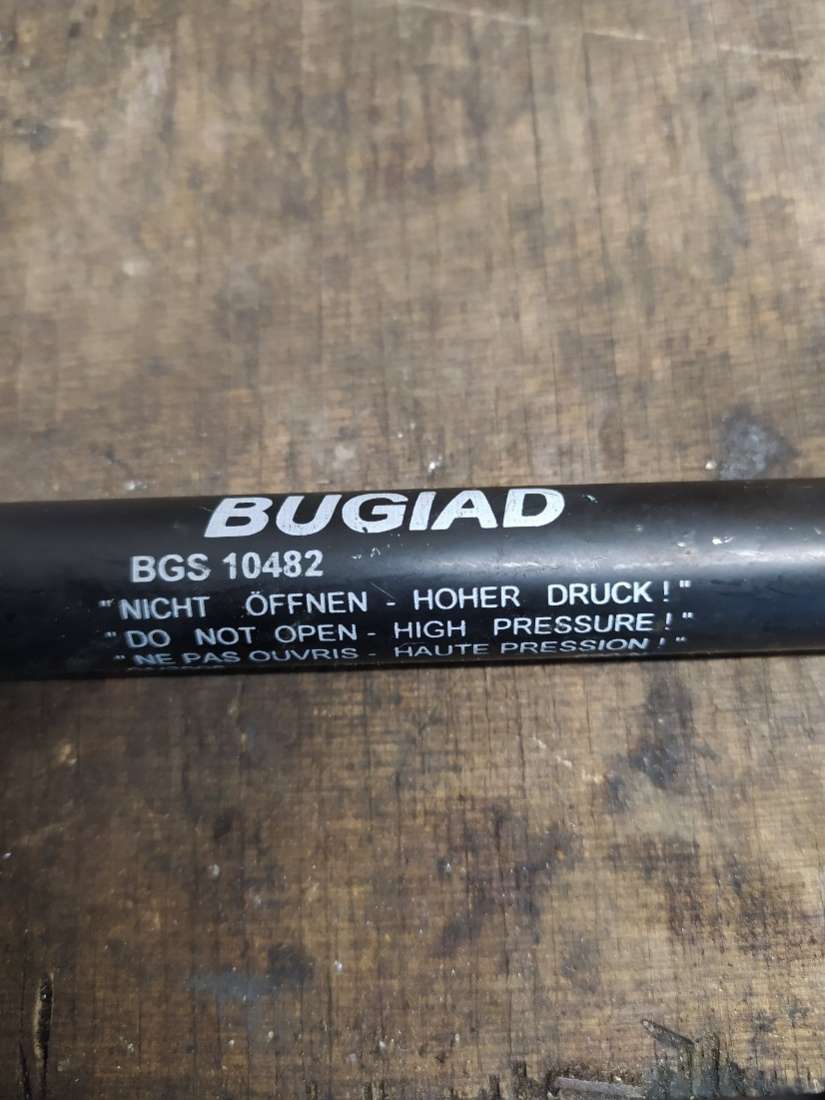 BUGIAD
BGS 10482
"NICHT ÖFFNEN - HOHER DRUCK!"
"DO NOT OPEN - HIGH PRESSURE!"
"NE PAS OUVRIS - HAUTE PRESSION!"